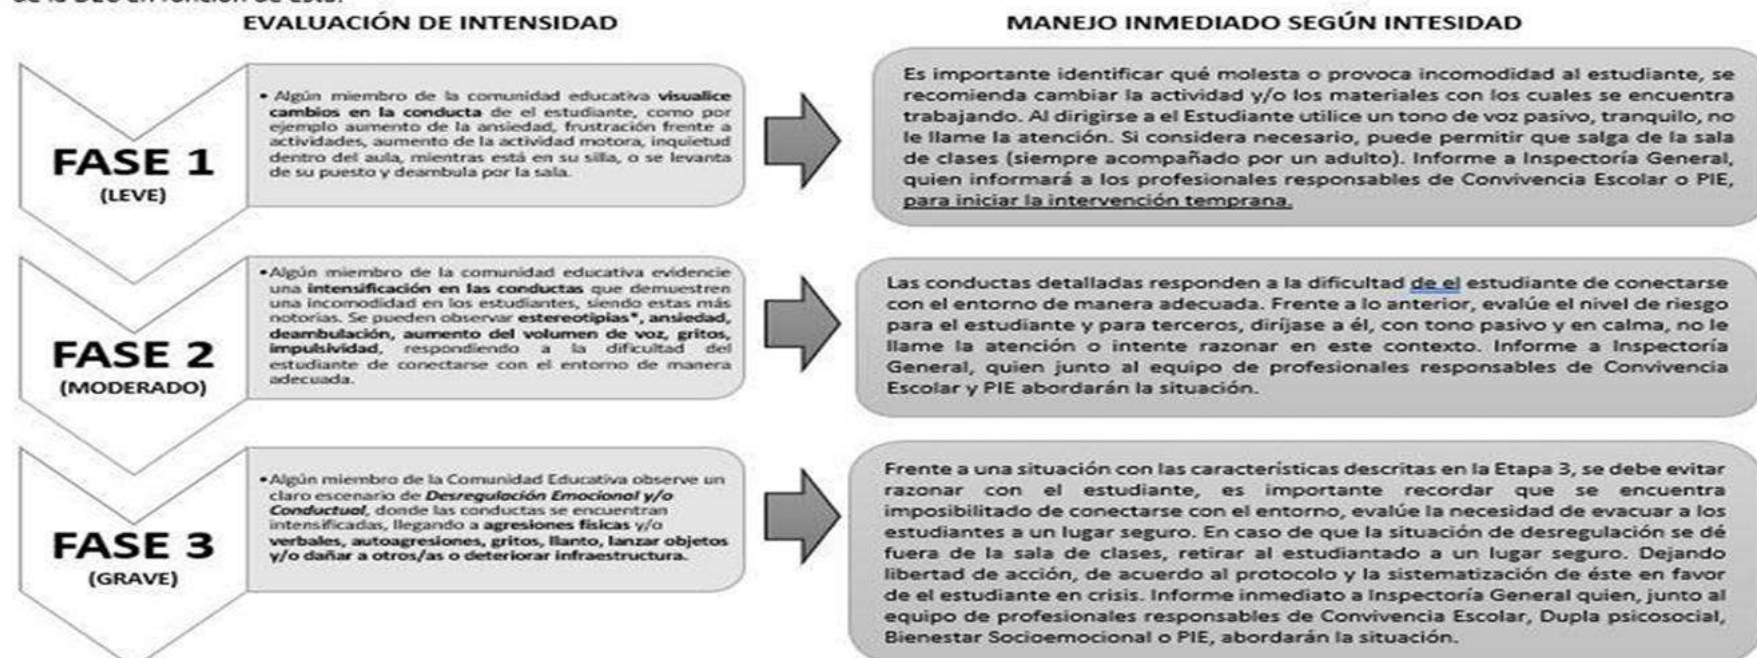 EVALUACIÓN DE INTENSIDAD
MANEJO INMEDIATO SEGÚN INTESIDAD
FASE 1
(LEVE)
• Algún miembro de la comunidad educativa visualice
cambios en la conducta de el estudiante, como por
ejemplo aumento de la ansiedad, frustración frente a
actividades, aumento de la actividad motora, inquietud
dentro del aula, mientras está en su silla, o se levanta
de su puesto y deambula por la sala.
Es importante identificar qué molesta o provoca incomodidad al estudiante, se
recomienda cambiar la actividad y/o los materiales con los cuales se encuentra
trabajando. Al dirigirse a el Estudiante utilice un tono de voz pasivo, tranquilo, no
le llame la atención. Si considera necesario, puede permitir que salga de la sala
de clases (siempre acompañado por un adulto). Informe a Inspectoría General,
quien informará a los profesionales responsables de Convivencia Escolar o PIE,
para iniciar la intervención temprana.
FASE 2
(MODERADO)
•Algún miembro de la comunidad educativa evidencie
una intensificación en las conductas que demuestren
una incomodidad en los estudiantes, siendo estas más
notorias. Se pueden observar estereotipias*, ansiedad,
deambulación, aumento del volumen de voz, gritos,
impulsividad, respondiendo a la dificultad del
estudiante de conectarse con el entorno de manera
adecuada.
Las conductas detalladas responden a la dificultad de el estudiante de conectarse
con el entorno de manera adecuada. Frente a lo anterior, evalúe el nivel de riesgo
para el estudiante y para terceros, diríjase a él, con tono pasivo y en calma, no le
llame la atención o intente razonar en este contexto. Informe a Inspectoría
General, quien junto al equipo de profesionales responsables de Convivencia
Escolar y PIE abordarán la situación.
FASE 3
(GRAVE)
•Algún miembro de la Comunidad Educativa observe un
claro escenario de Desregulación Emocional y/o
Conductual, donde las conductas se encuentran
intensificadas, llegando a agresiones físicas y/o
verbales, autoagresiones, gritos, llanto, lanzar objetos
y/o dañar a otros/as o deteriorar infraestructura.
Frente a una situación con las características descritas en la Etapa 3, se debe evitar
razonar con el estudiante, es importante recordar que se encuentra
imposibilitado de conectarse con el entorno, evalúe la necesidad de evacuar a los
estudiantes a un lugar seguro. En caso de que la situación de desregulación se dé
fuera de la sala de clases, retirar al estudiantado a un lugar seguro. Dejando
libertad de acción, de acuerdo al protocolo y la sistematización de éste en favor
de el estudiante en crisis. Informe inmediato a Inspectoría General quien, junto al
equipo de profesionales responsables de Convivencia Escolar, Dupla psicosocial,
Bienestar Socioemocional o PIE, abordarán la situación.